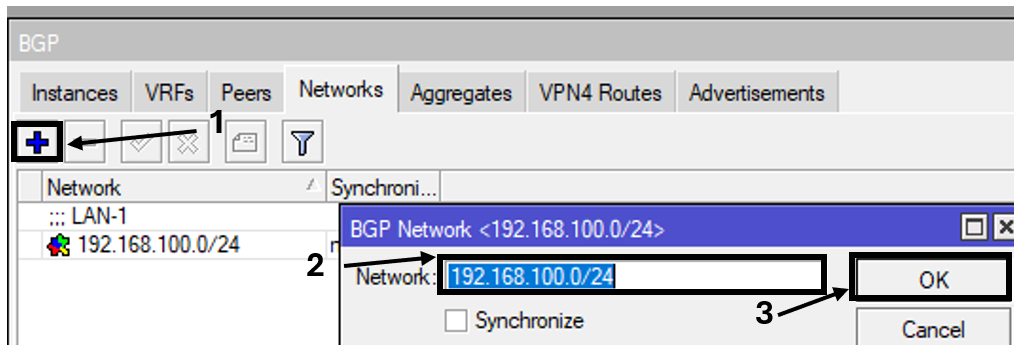 BGP
Instances VRFs Peers Networks Aggregates VPN4 Routes Advertisements
1
Network Synchroni...
;;; LAN-1
192.168.100.0/24
BGP Network <192.168.100.0/24>
2
Network: 192.168.100.0/24
OK
3
Synchronize
Cancel